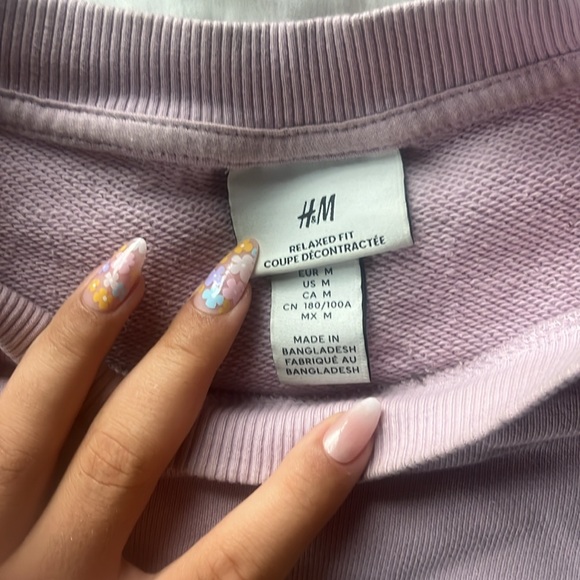 H&M
RELAXED FIT
COUPE DÉCONTRACTÉE
EUR M
US M
CA M
CN 180/100A
MX M
MADE IN
BANGLADESH
FABRIQUÉ AU
BANGLADESH